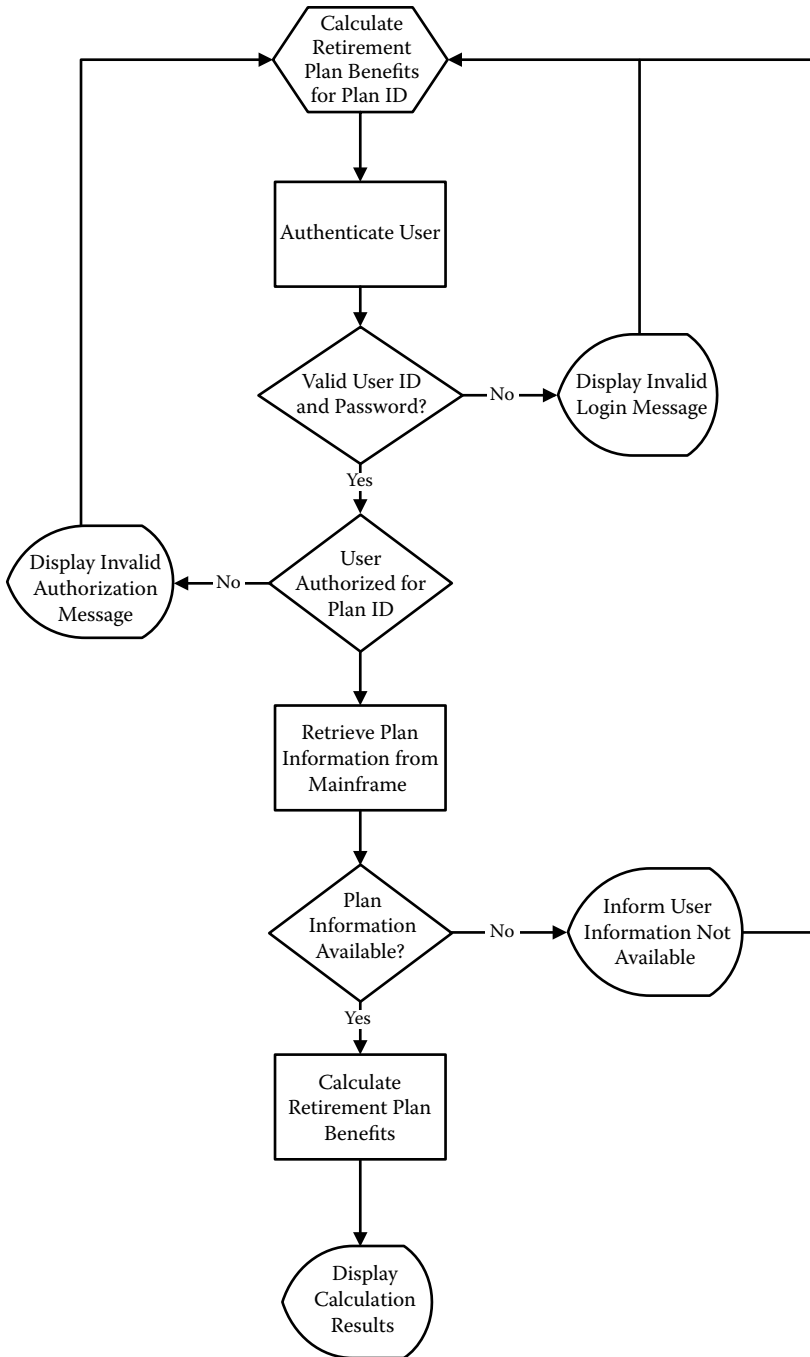 Calculate
Retirement
Plan Benefits
for Plan ID
Authenticate User
Valid User ID
and Password?
No
Display Invalid
Login Message
Yes
User
Authorized for
Plan ID
No
Display Invalid
Authorization
Message
Retrieve Plan
Information from
Mainframe
Plan
Information
Available?
No
Inform User
Information Not
Available
Yes
Calculate
Retirement Plan
Benefits
Display
Calculation
Results